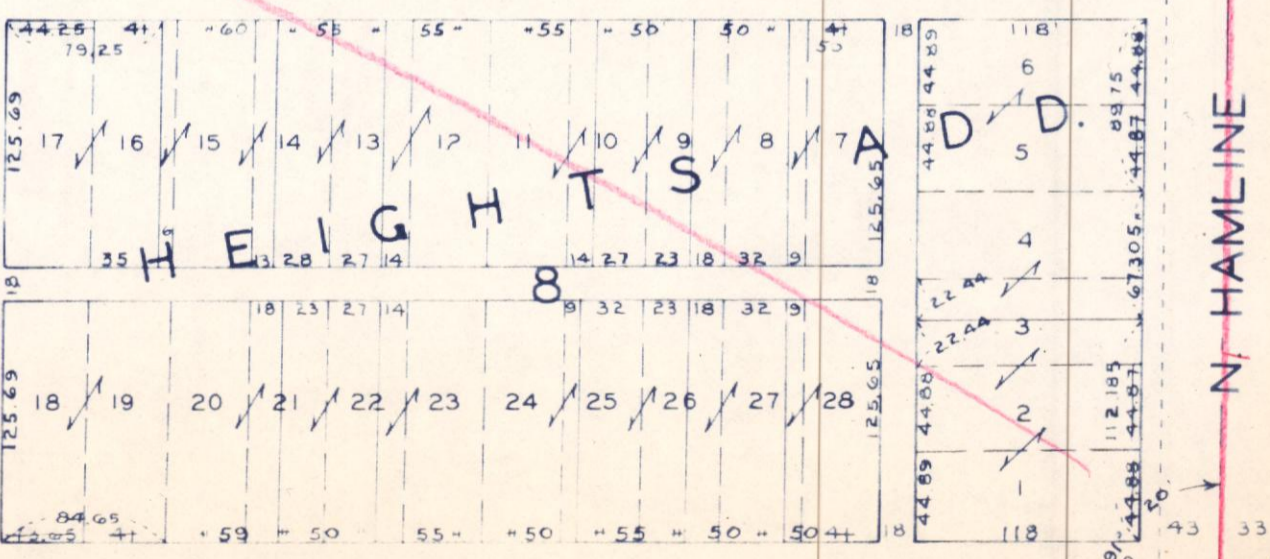 44.25 41 "60 " 55 " 55 " "55 " 50 50 " 41 18 118'
79.25 50
44.89 6 44.88
125.69 17 16 15 14 13 12 11 10 9 8 7 125.65
44.88 5 89.75 44.87
HEIGHTS ADD.
35 13 28 27 14 14 27 23 18 32 9
4 67.305
18 8 18
22.44
18 23 27 14 9 32 23 18 32 9
22.44 3
125.69 18 19 20 21 22 23 24 25 26 27 28 125.65
44.88 2 112.185 44.87
44.89 1 44.88
84.65
41 " 59 " 50 55 " " 50 " 55 50 " 50 41 18 118
N. HAMLINE
20
43 33